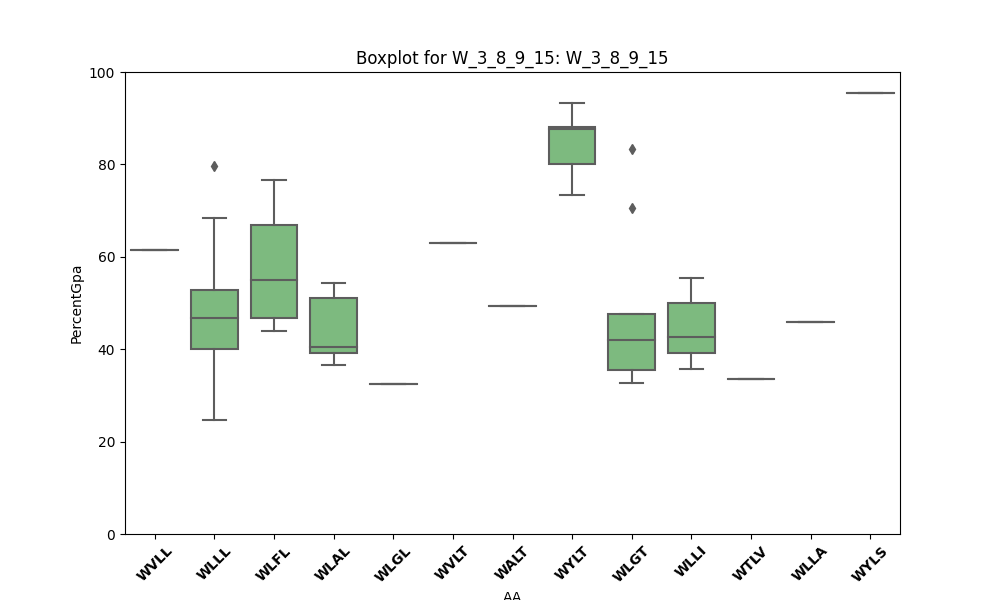 Boxplot for W_3_8_9_15: W_3_8_9_15
100
80
60
40
20
0
PercentGpa
WVLL WLLL WLFL WLAL WLGL WVLT WALT WYLT WLGT WLLI WTLV WLLA WYLS
AA